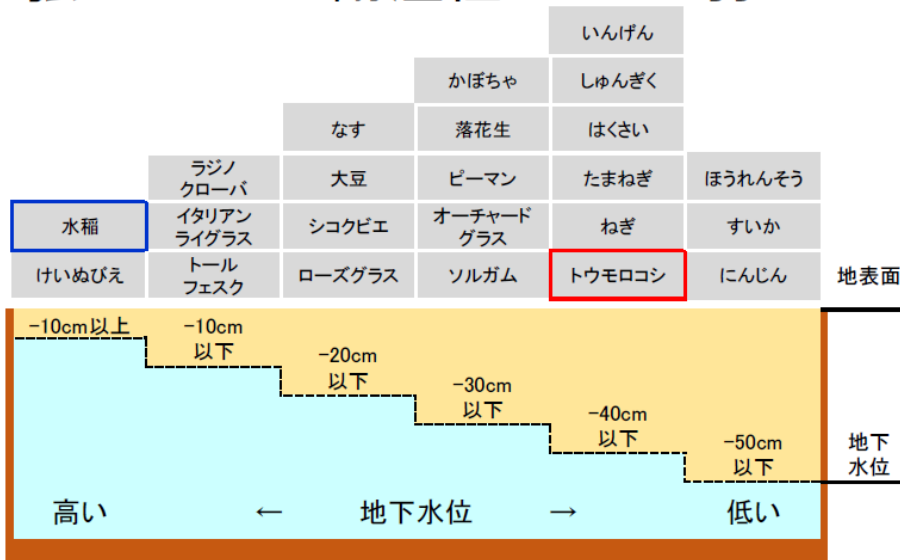 いんげん
かぼちゃ
しゅんぎく
なす
落花生
はくさい
ラジノ
クローバ
大豆
ピーマン
たまねぎ
ほうれんそう
水稲
イタリアン
ライグラス
シコクビエ
オーチャード
グラス
ねぎ
すいか
けいぬびえ
トール
フェスク
ローズグラス
ソルガム
トウモロコシ
にんじん
地表面
-10cm以上
-10cm
以下
-20cm
以下
-30cm
以下
-40cm
以下
-50cm
以下
地下
水位
高い ← 地下水位 → 低い